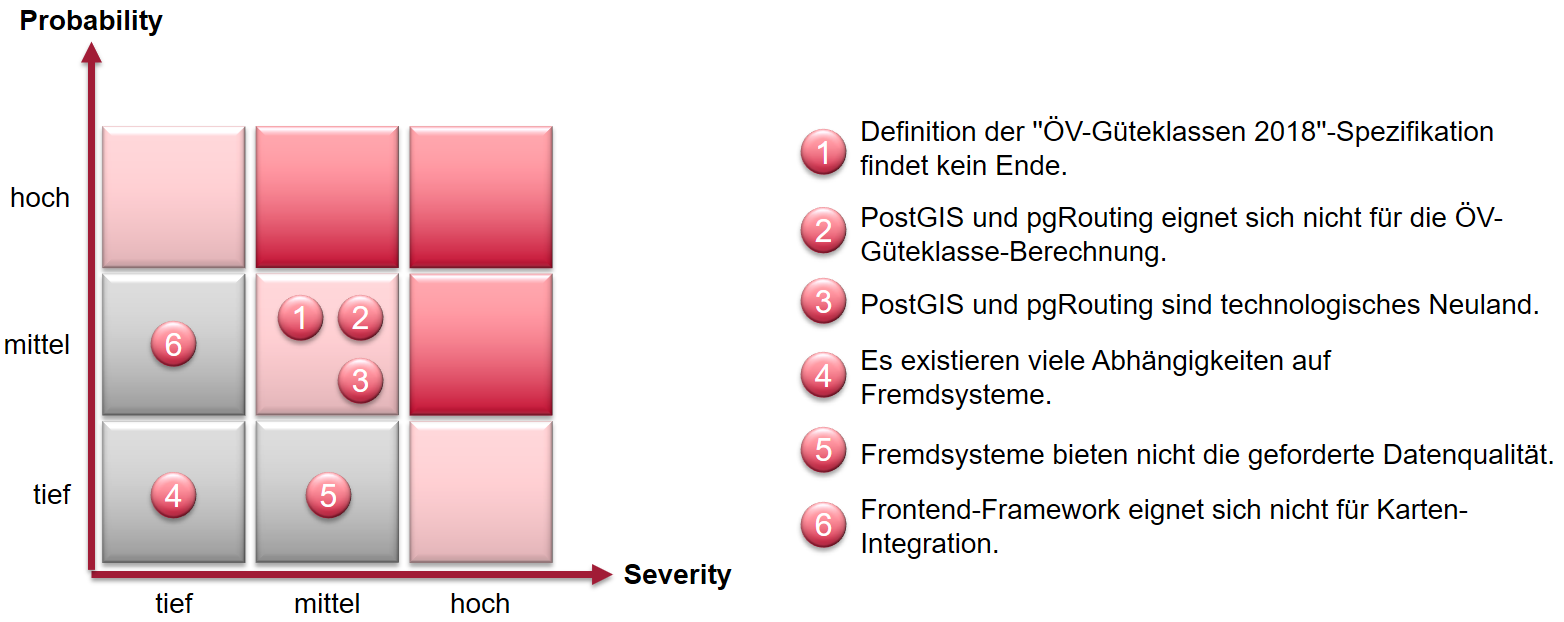 Probability
hoch
mittel
tief
6
1
2
3
4
5
Severity
tief
mittel
hoch
1
Definition der "ÖV-Güteklassen 2018"-Spezifikation
findet kein Ende.
2
PostGIS und pgRouting eignet sich nicht für die ÖV-
Güteklasse-Berechnung.
3
PostGIS und pgRouting sind technologisches Neuland.
4
Es existieren viele Abhängigkeiten auf
Fremdsysteme.
5
Fremdsysteme bieten nicht die geforderte Datenqualität.
6
Frontend-Framework eignet sich nicht für Karten-
Integration.